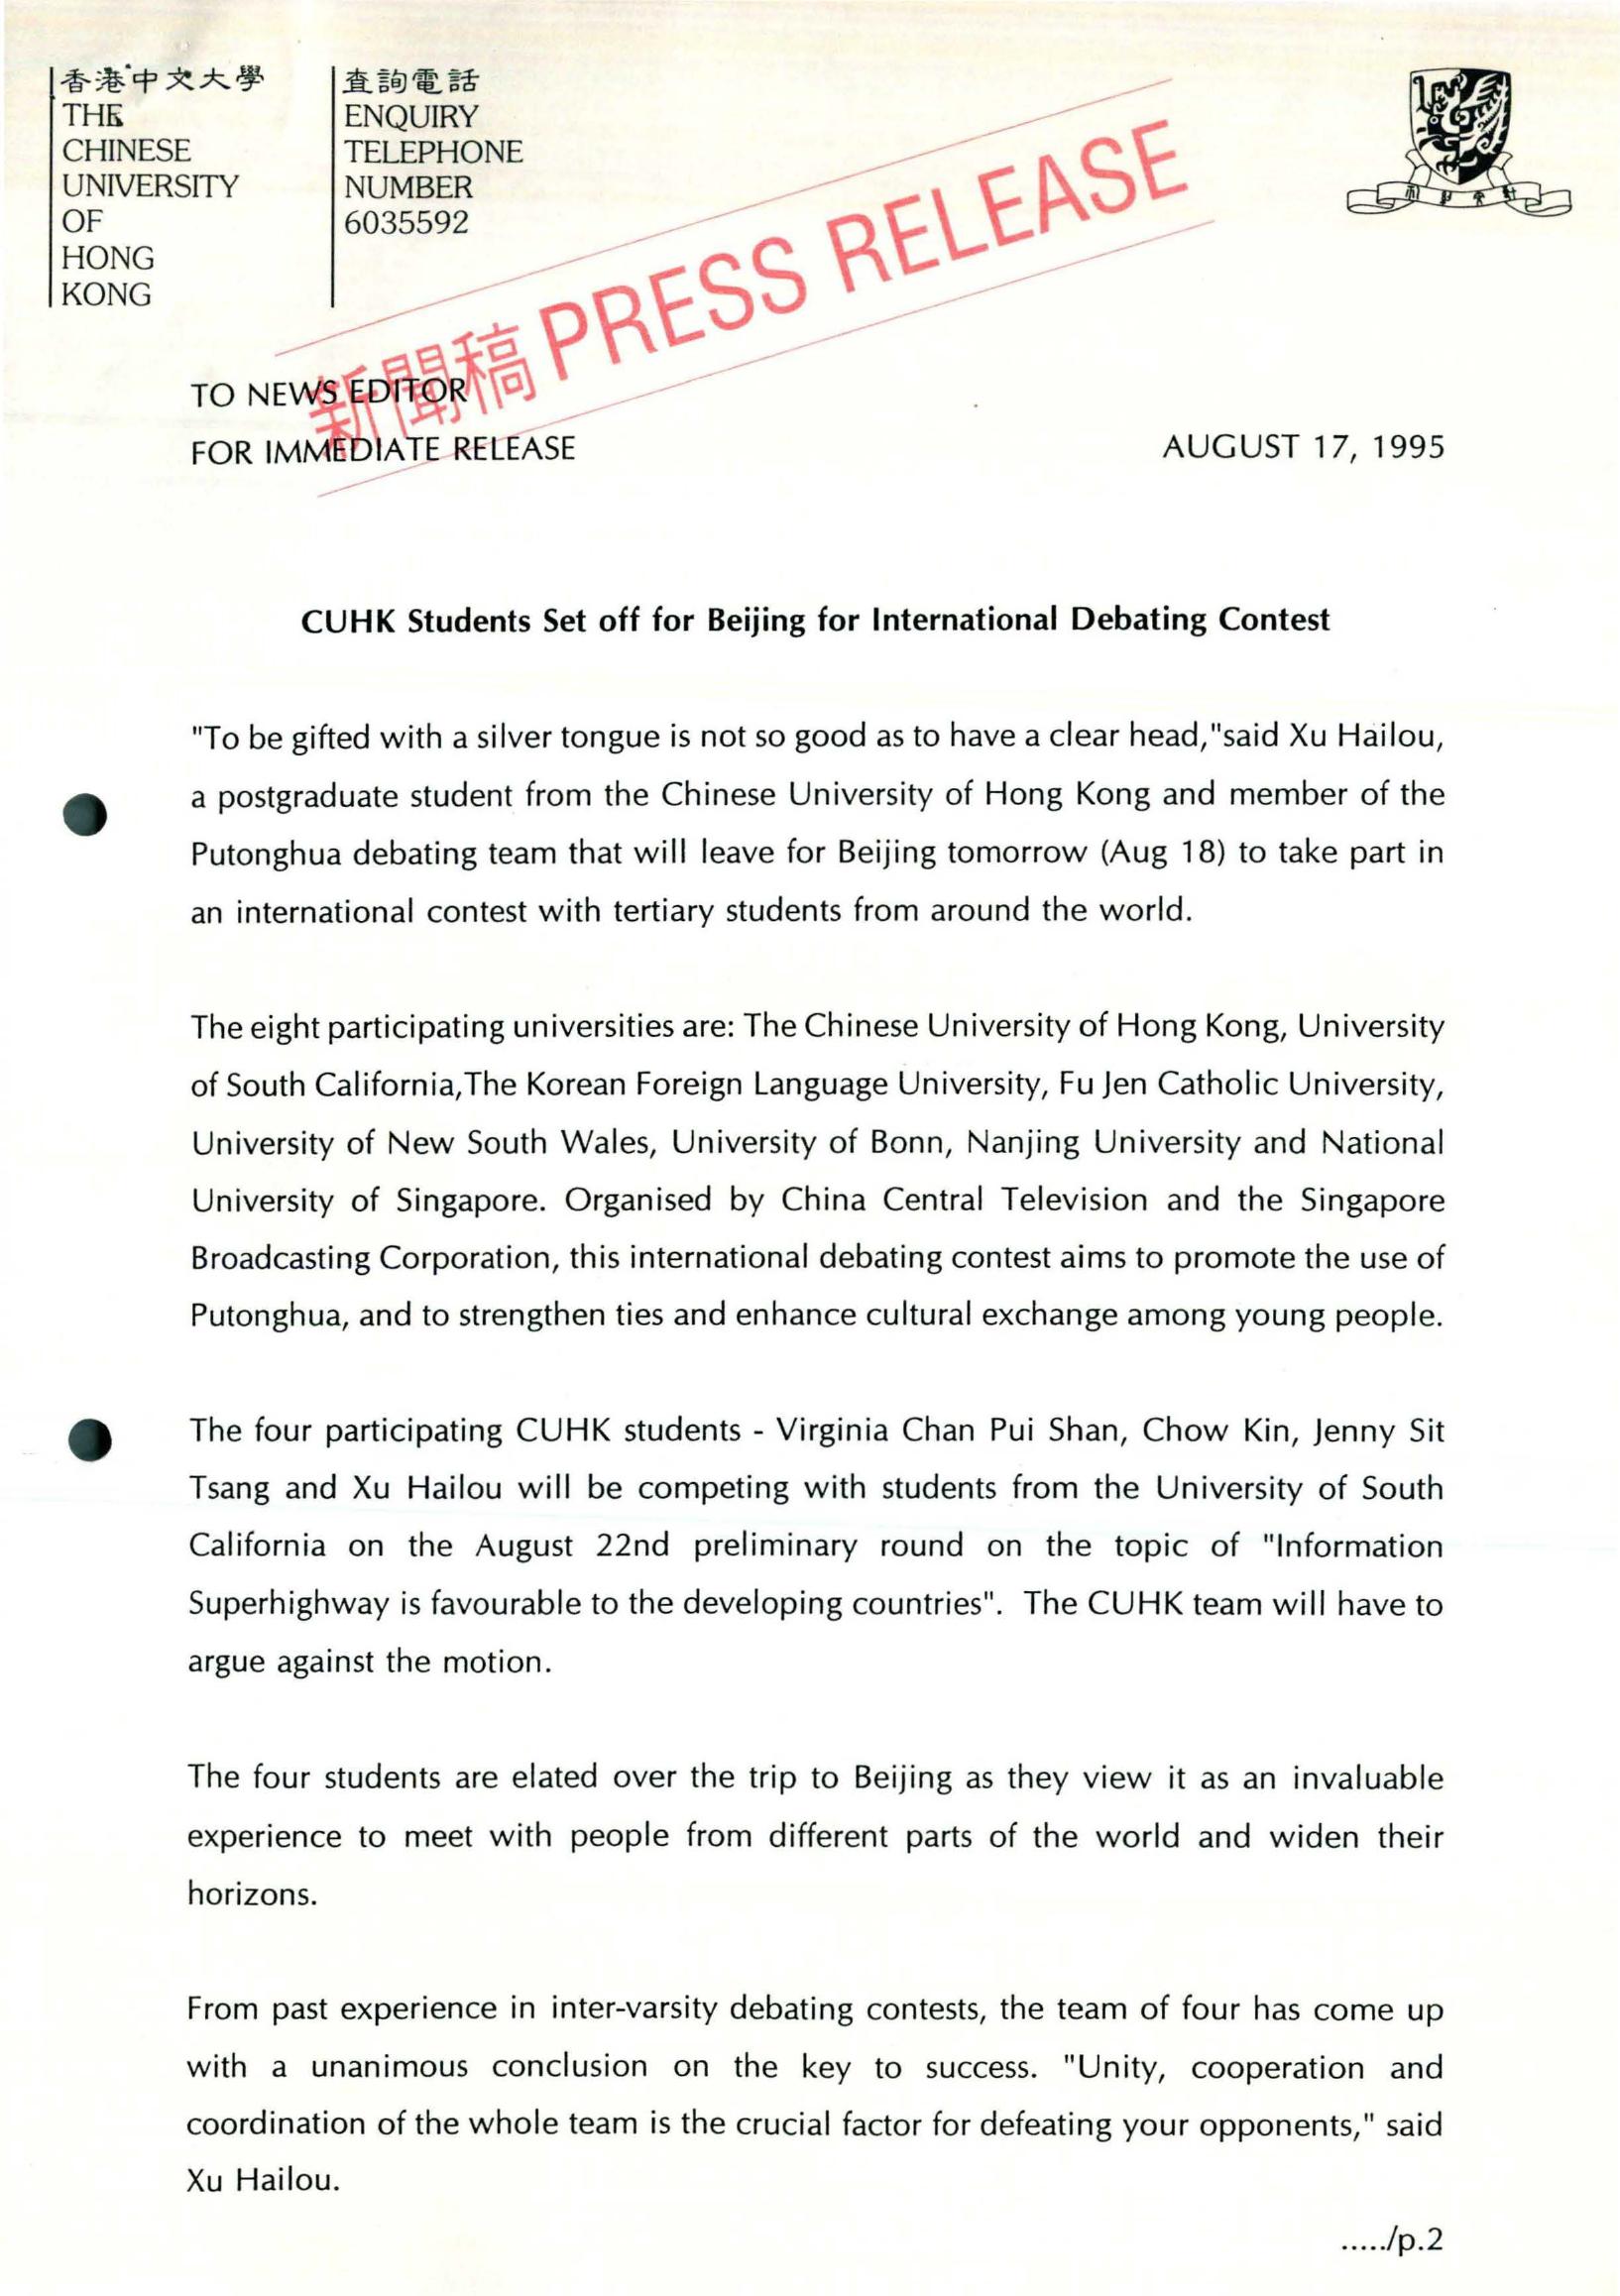 香港中文大學
THE
CHINESE
UNIVERSITY
OF
HONG
KONG
查詢電話
ENQUIRY
TELEPHONE
NUMBER
6035592
新聞稿 PRESS RELEASE
TO NEWS EDITOR
FOR IMMEDIATE RELEASE
AUGUST 17, 1995
CUHK Students Set off for Beijing for International Debating Contest
"To be gifted with a silver tongue is not so good as to have a clear head,"said Xu Hailou,
a postgraduate student from the Chinese University of Hong Kong and member of the
Putonghua debating team that will leave for Beijing tomorrow (Aug 18) to take part in
an international contest with tertiary students from around the world.
The eight participating universities are: The Chinese University of Hong Kong, University
of South California,The Korean Foreign Language University, Fu Jen Catholic University,
University of New South Wales, University of Bonn, Nanjing University and National
University of Singapore. Organised by China Central Television and the Singapore
Broadcasting Corporation, this international debating contest aims to promote the use of
Putonghua, and to strengthen ties and enhance cultural exchange among young people.
The four participating CUHK students - Virginia Chan Pui Shan, Chow Kin, Jenny Sit
Tsang and Xu Hailou will be competing with students from the University of South
California on the August 22nd preliminary round on the topic of "Information
Superhighway is favourable to the developing countries". The CUHK team will have to
argue against the motion.
The four students are elated over the trip to Beijing as they view it as an invaluable
experience to meet with people from different parts of the world and widen their
horizons.
From past experience in inter-varsity debating contests, the team of four has come up
with a unanimous conclusion on the key to success. "Unity, cooperation and
coordination of the whole team is the crucial factor for defeating your opponents," said
Xu Hailou.
...../p.2